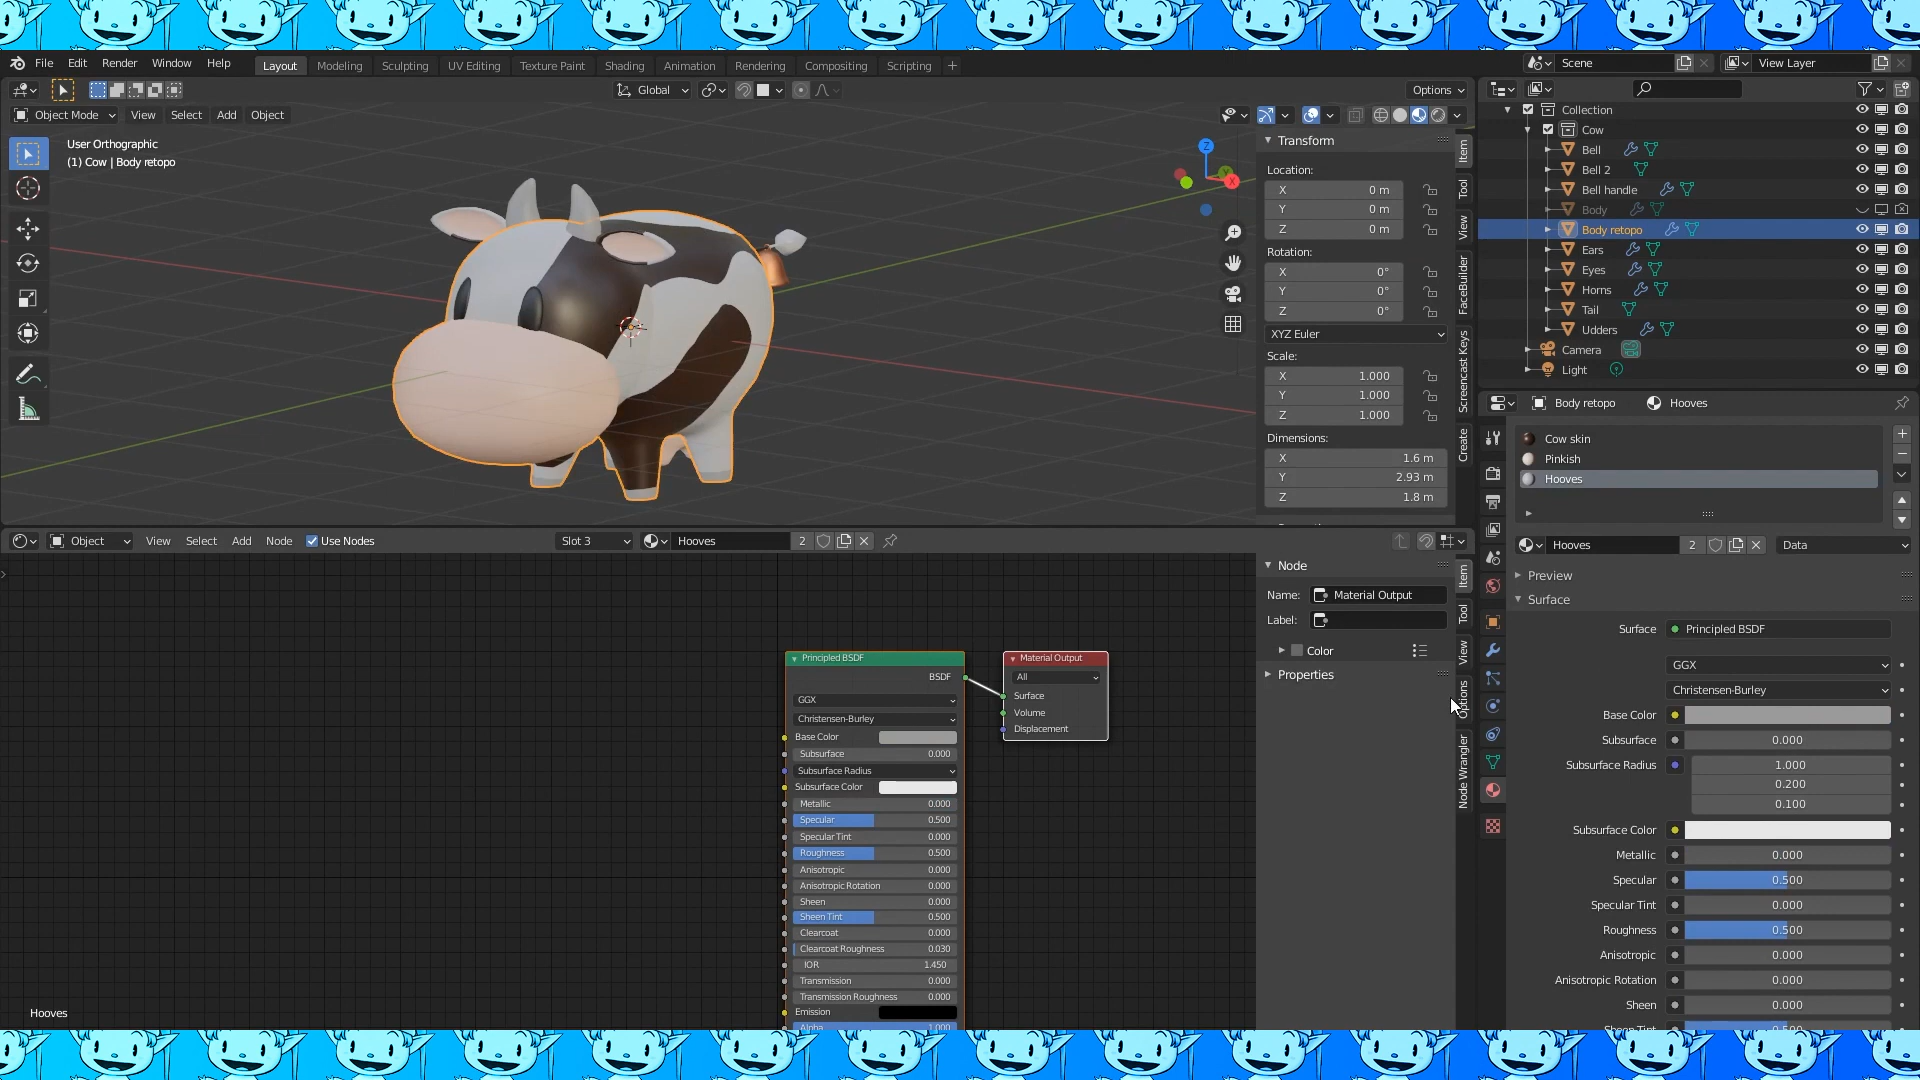 File Edit Render Window Help Layout Modeling Sculpting UV Editing Texture Paint Shading Animation Rendering Compositing Scripting + Scene View Layer
Global Options
Object Mode View Select Add Object
User Orthographic
(1) Cow | Body retopo
Z
X
Y
Transform
Location:
X 0 m
Y 0 m
Z 0 m
Rotation:
X 0°
Y 0°
Z 0°
XYZ Euler
Scale:
X 1.000
Y 1.000
Z 1.000
Dimensions:
X 1.6 m
Y 2.93 m
Z 1.8 m
Item
Tool
View
FaceBuilder
Screencast Keys
Create
Collection
Cow
Bell
Bell 2
Bell handle
Body
Body retopo
Ears
Eyes
Horns
Tail
Udders
Camera
Light
Body retopo Hooves
Cow skin
Pinkish
Hooves
Hooves 2 Data
Preview
Surface
Surface Principled BSDF
GGX
Christensen-Burley
Base Color
Subsurface 0.000
Subsurface Radius 1.000
0.200
0.100
Subsurface Color
Metallic 0.000
Specular 0.500
Specular Tint 0.000
Roughness 0.500
Anisotropic 0.000
Anisotropic Rotation 0.000
Sheen 0.000
Sheen Tint 0.500
Object View Select Add Node Use Nodes Slot 3 Hooves 2
Node
Name: Material Output
Label:
Color
Properties
Item
Tool
View
Options
Node Wrangler
Principled BSDF
BSDF
GGX
Christensen-Burley
Base Color
Subsurface 0.000
Subsurface Radius
Subsurface Color
Metallic 0.000
Specular 0.500
Specular Tint 0.000
Roughness 0.500
Anisotropic 0.000
Anisotropic Rotation 0.000
Sheen 0.000
Sheen Tint 0.500
Clearcoat 0.000
Clearcoat Roughness 0.030
IOR 1.450
Transmission 0.000
Transmission Roughness 0.000
Emission
Alpha 1.000
Material Output
All
Surface
Volume
Displacement
Hooves